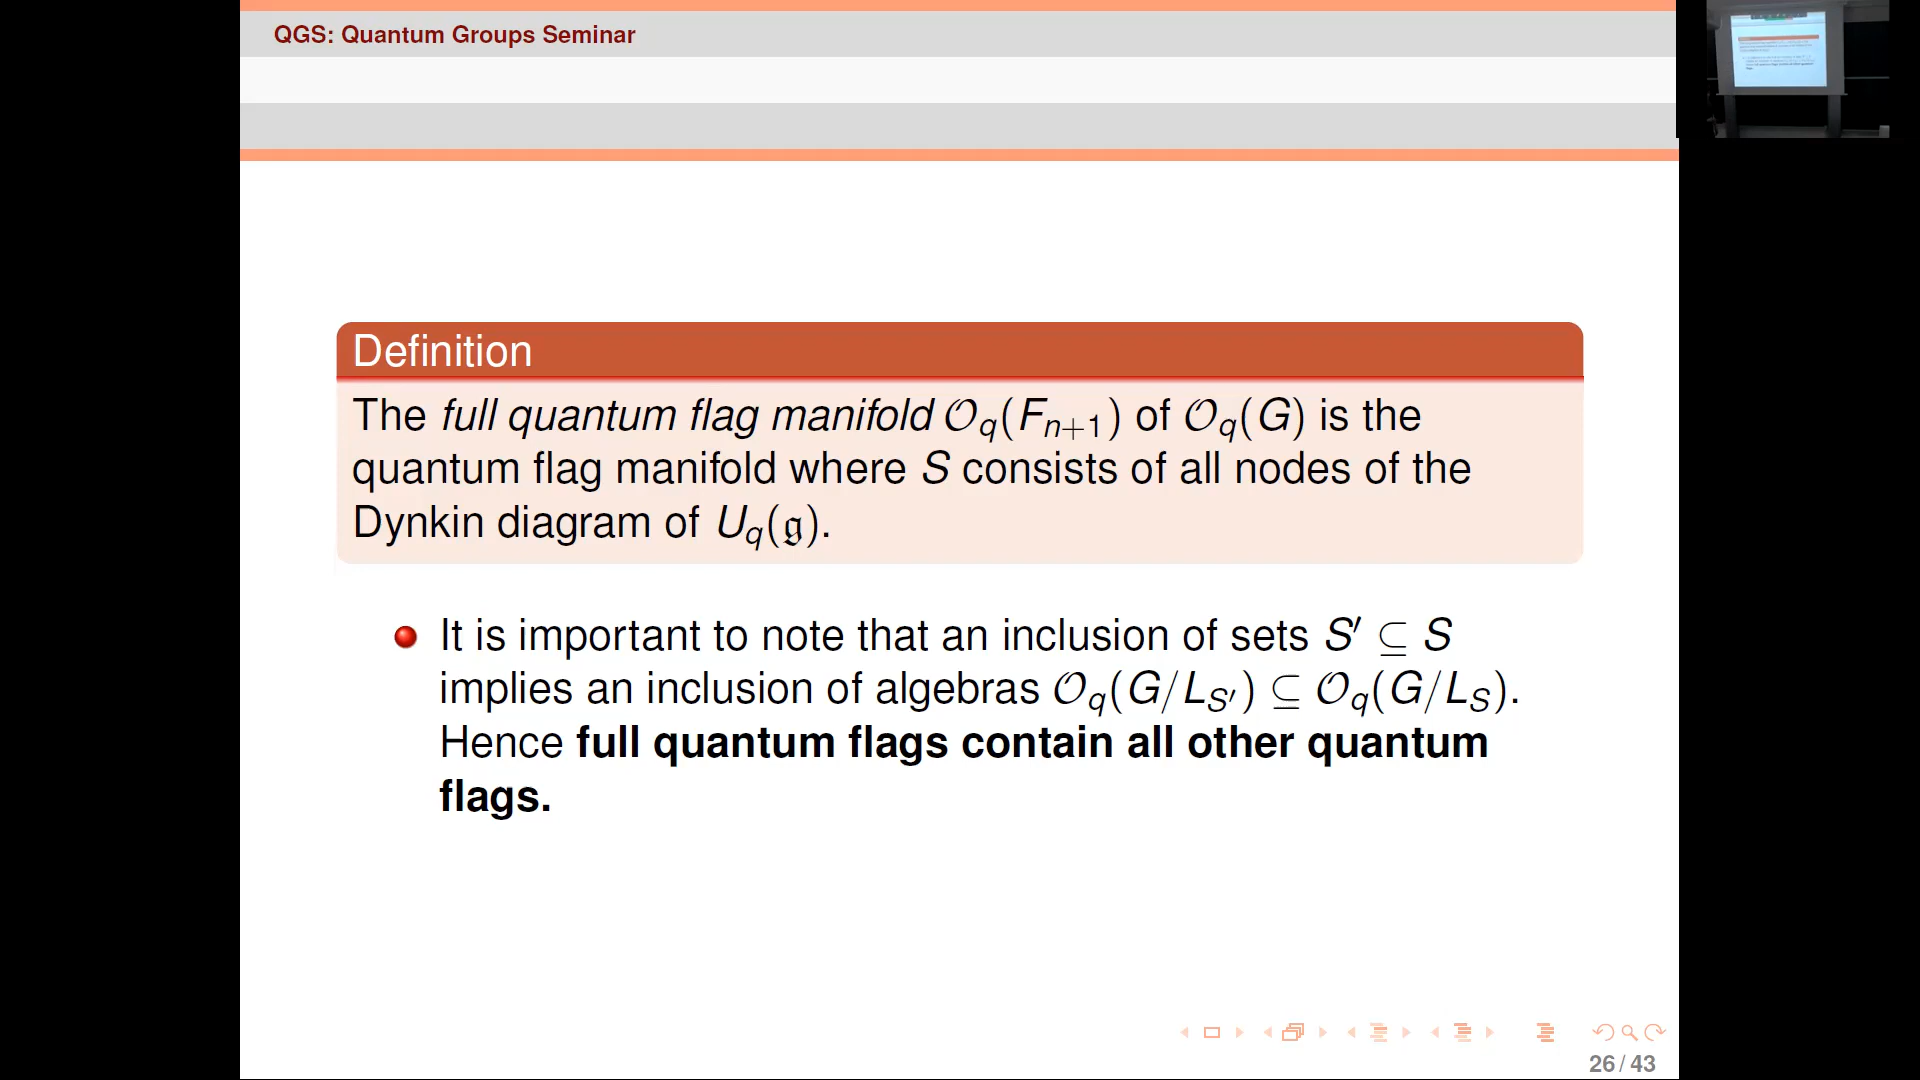 QGS: Quantum Groups Seminar
Definition
The full quantum flag manifold 𝒪_q(F_{n+1}) of 𝒪_q(G) is the
quantum flag manifold where S consists of all nodes of the
Dynkin diagram of U_q(𝔤).
It is important to note that an inclusion of sets S′ ⊆ S
implies an inclusion of algebras 𝒪_q(G/L_{S′}) ⊆ 𝒪_q(G/L_S).
Hence full quantum flags contain all other quantum
flags.
26 / 43